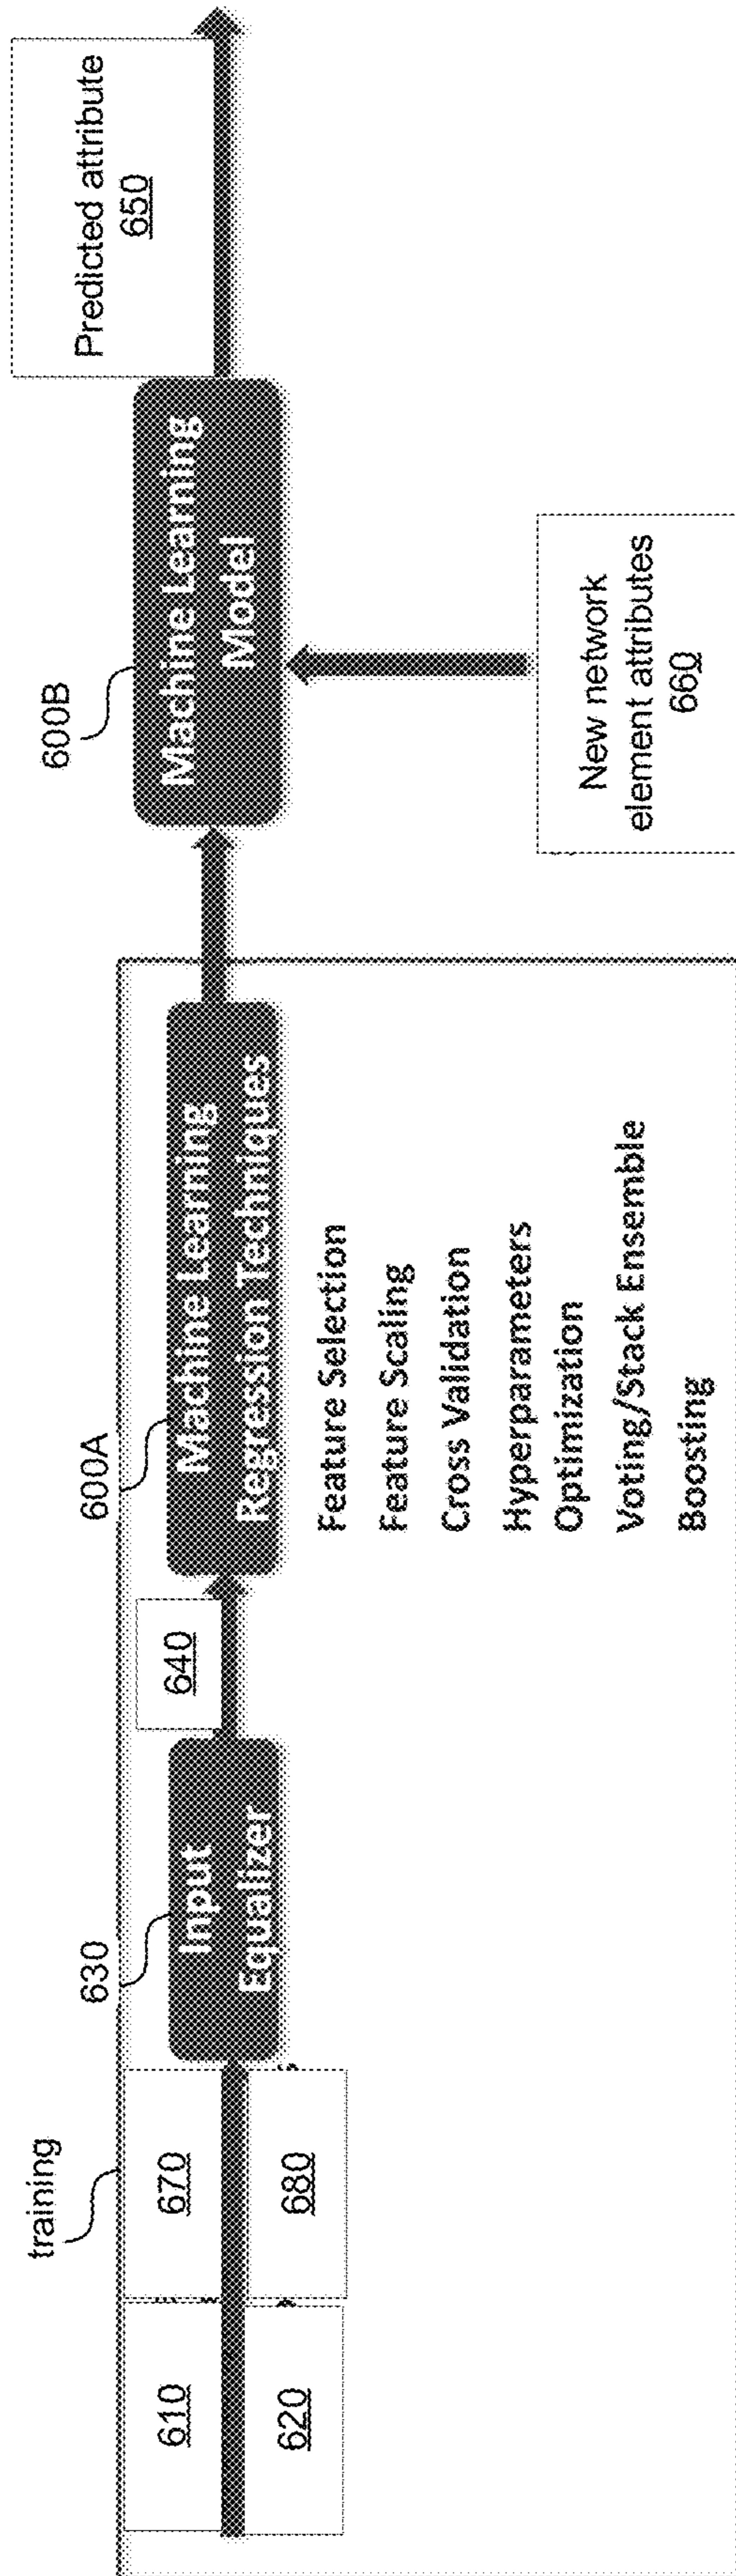 training
610
670
620
680
630
Input
Equalizer
640
600A
Machine Learning
Regression Techniques
Feature Selection
Feature Scaling
Cross Validation
Hyperparameters
Optimization
Voting/Stack Ensemble
Boosting
600B
Machine Learning
Model
New network
element attributes
660
Predicted attribute
650